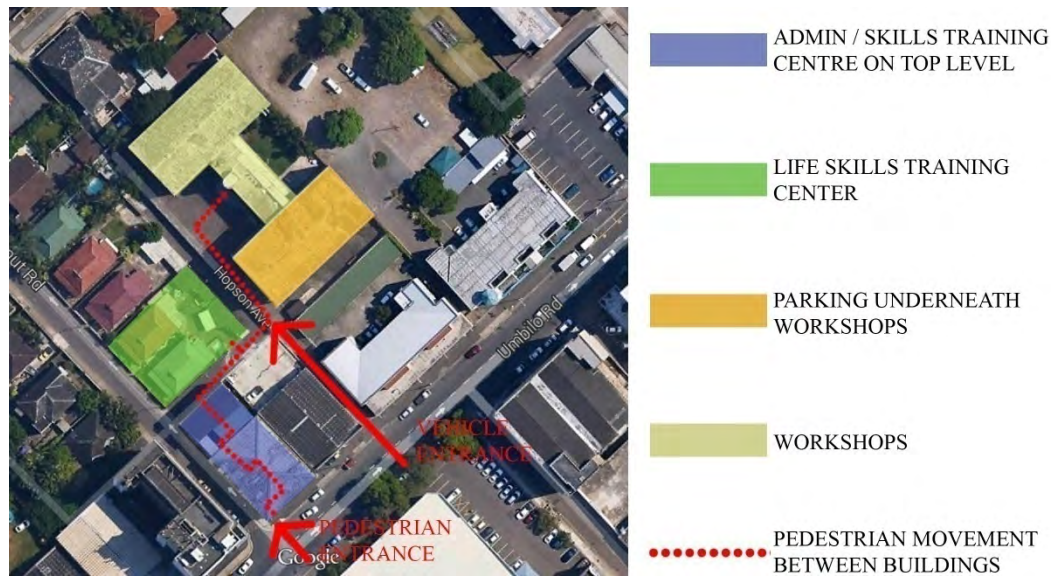 Hopson Ave
Umbilo Rd
VEHICLE
ENTRANCE
PEDESTRIAN
ENTRANCE
Google
ADMIN / SKILLS TRAINING
CENTRE ON TOP LEVEL
LIFE SKILLS TRAINING
CENTER
PARKING UNDERNEATH
WORKSHOPS
WORKSHOPS
PEDESTRIAN MOVEMENT
BETWEEN BUILDINGS